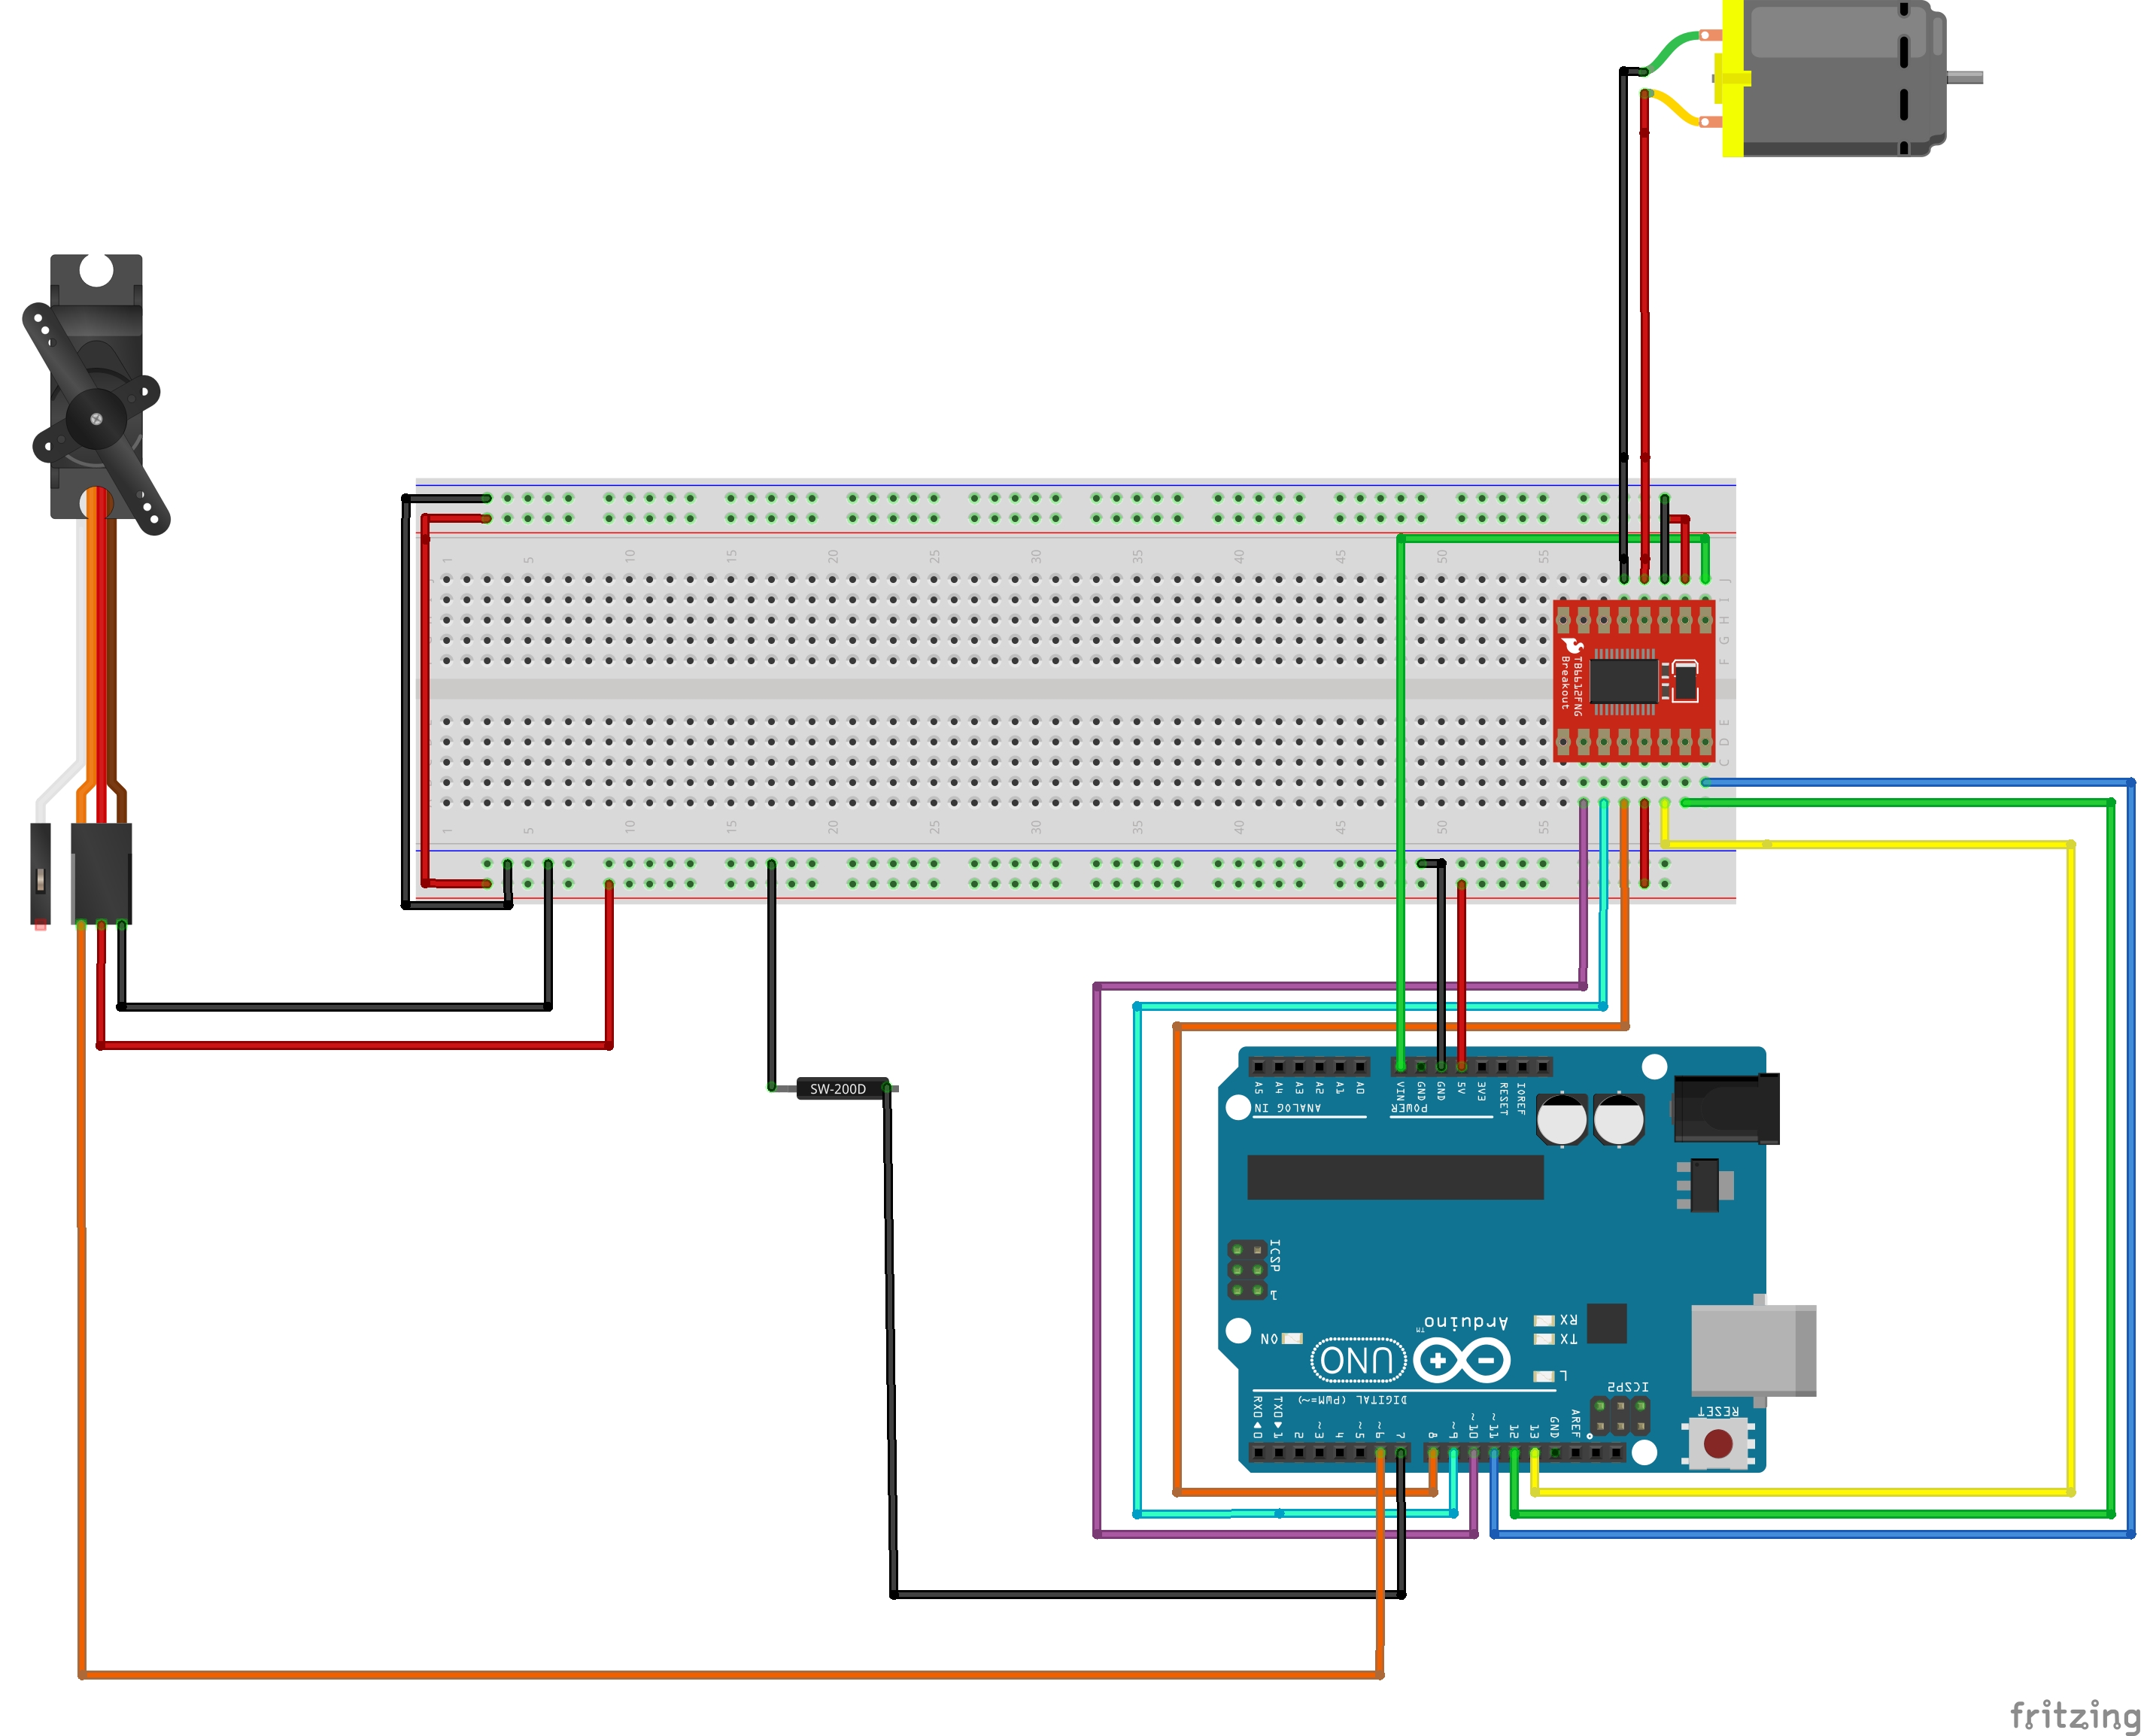 1 5 10 15 20 25 30 35 40 45 50 55
J
I
H
G
F
TB6612FNG
Breakout
E
D
C
1 5 10 15 20 25 30 35 40 45 50 55
SW-200D
A5 A4 A3 A2 A1 A0 VIN GND GND 5V 3V3 RESET IOREF
ANALOG IN POWER
ICSP
1
Arduino™
RX
TX
ON
UNO
L
ICSP2
DIGITAL (PWM=~)
RESET
RX0◀0 TX0▶1 2 ~3 4 ~5 ~6 7 8 ~9 ~10 ~11 12 13 GND AREF
fritzing